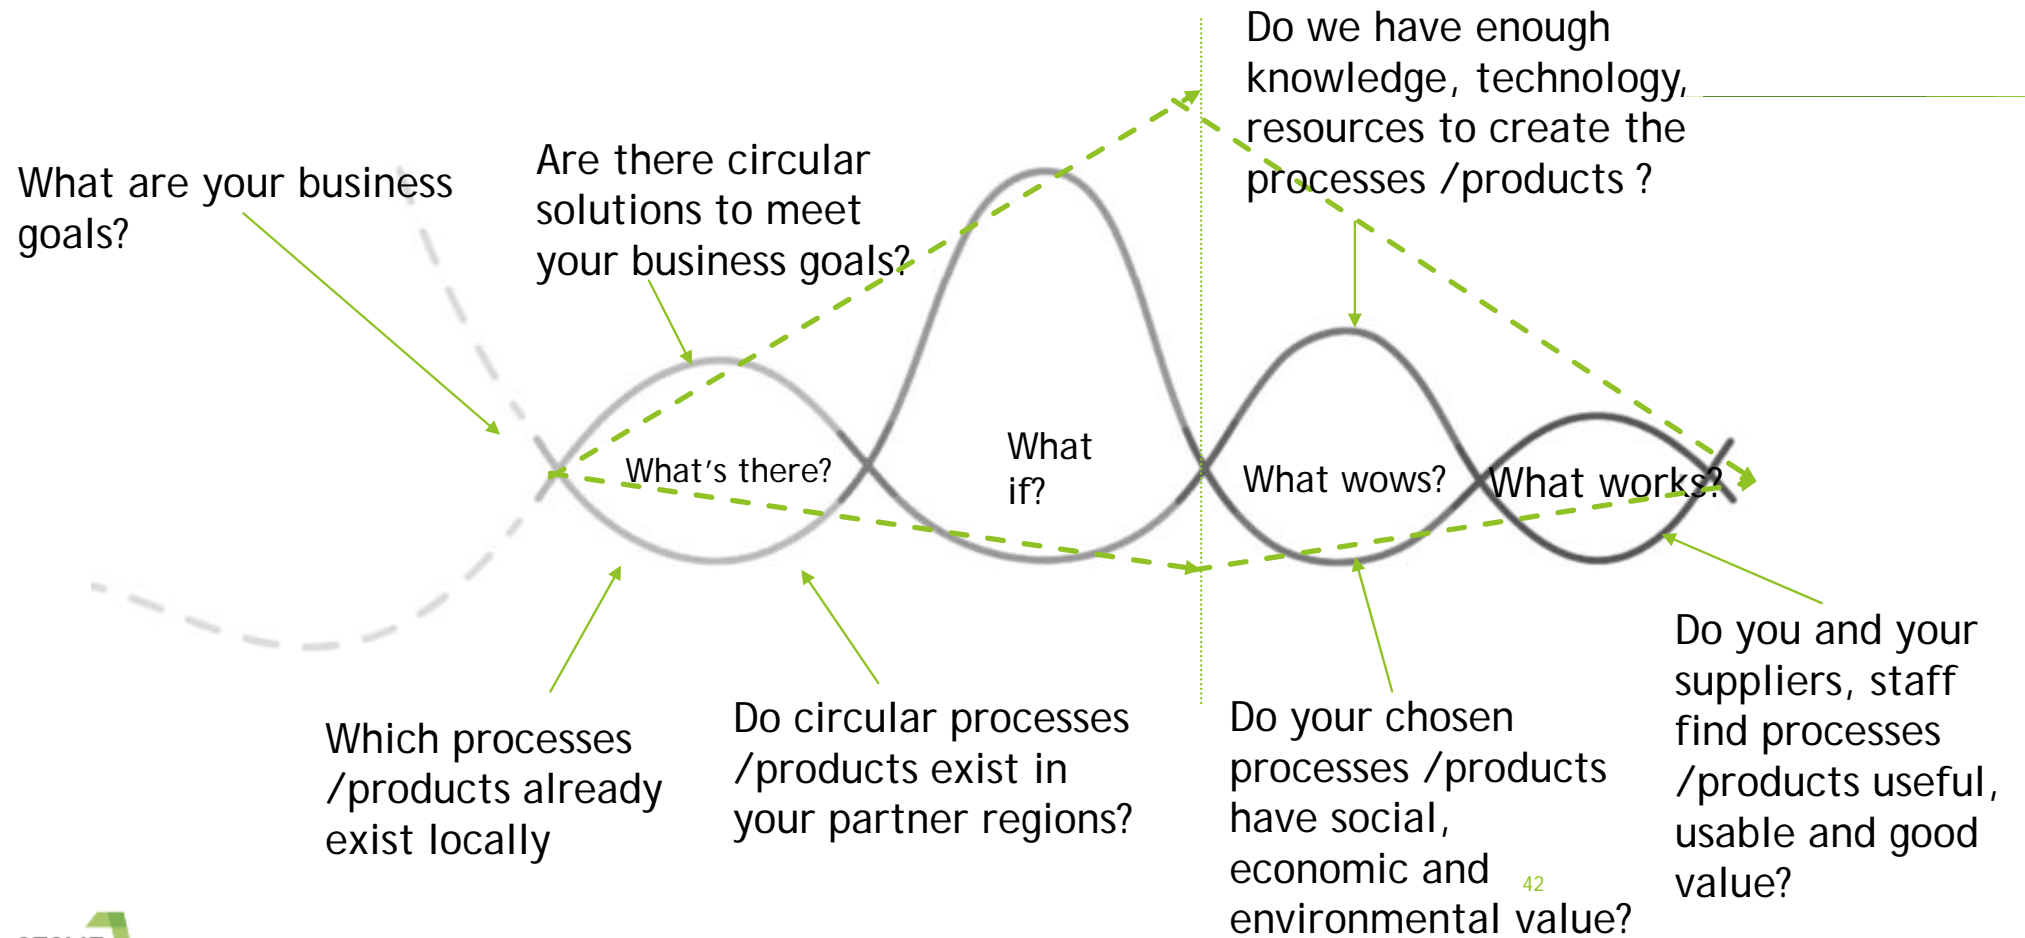 Do we have enough
knowledge, technology,
resources to create the
processes /products ?
Are there circular
solutions to meet
your business goals?
What are your business
goals?
What's there?
What
if?
What wows?
What works?
Which processes
/products already
exist locally
Do circular processes
/products exist in
your partner regions?
Do your chosen
processes /products
have social,
economic and
environmental value?
Do you and your
suppliers, staff
find processes
/products useful,
usable and good
value?
42